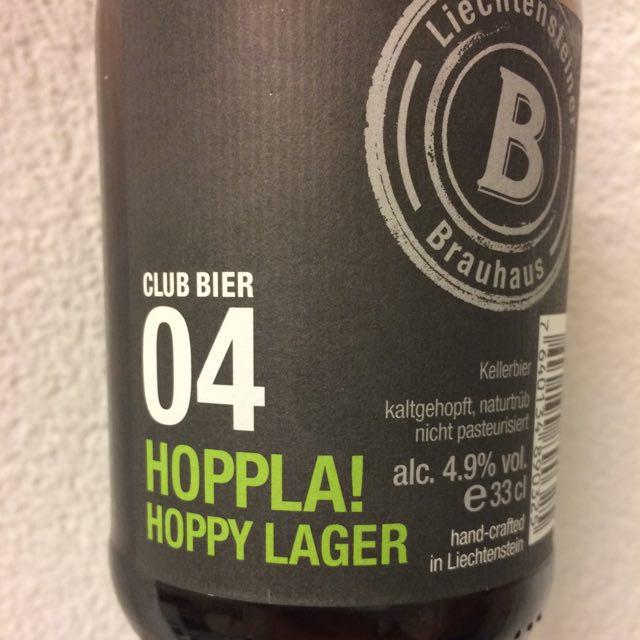 Liechtensteiner
B
Brauhaus
CLUB BIER
04
HOPPLA!
HOPPY LAGER
Kellerbier
kaltgehopft, naturtrüb
nicht pasteurisiert
alc. 4.9% vol.
e 33 cl
hand-crafted
in Liechtenstein